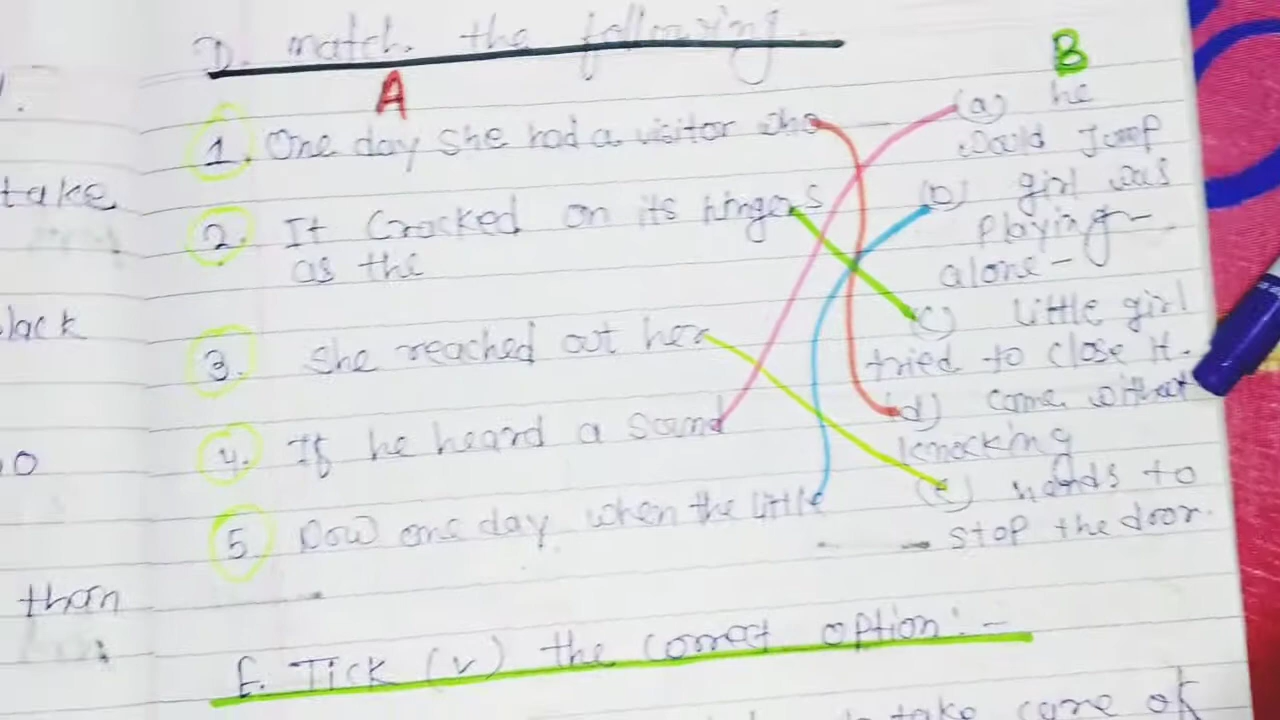 D. match the following.
A
B
1. One day she had a visitor who
(a) he
would Jump
2. It Cracked on its hingers
as the
(b) girl was
playing-
alone-
3. She reached out her
(c) little girl
tried to close it.
4. If he heard a sound
(d) came without
knocking
5. Now one day when the little
(e) hands to
stop the door.
E. Tick (v) the correct option:-
take care of
take
lack
than